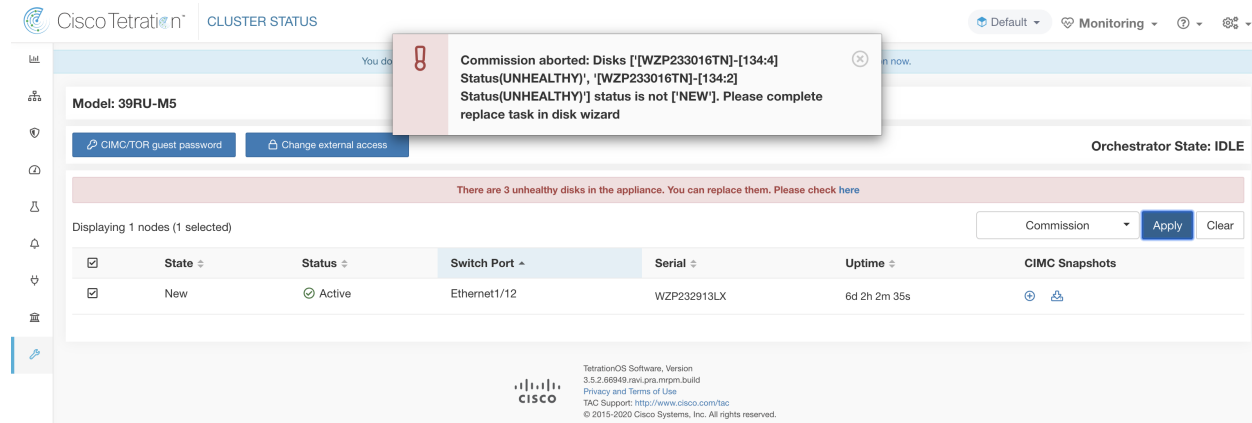 Cisco Tetration™
CLUSTER STATUS
Default
Monitoring
You do
n now.
Commission aborted: Disks ['[WZP233016TN]-[134:4]
Status(UNHEALTHY)', '[WZP233016TN]-[134:2]
Status(UNHEALTHY)'] status is not ['NEW']. Please complete
replace task in disk wizard
Model: 39RU-M5
CIMC/TOR guest password
Change external access
Orchestrator State: IDLE
There are 3 unhealthy disks in the appliance. You can replace them. Please check here
Displaying 1 nodes (1 selected)
Commission
Apply
Clear
State Status Switch Port Serial Uptime CIMC Snapshots
New Active Ethernet1/12 WZP232913LX 6d 2h 2m 35s
CISCO
TetrationOS Software, Version
3.5.2.66949.ravi.pra.mrpm.build
Privacy and Terms of Use
TAC Support: http://www.cisco.com/tac
© 2015-2020 Cisco Systems, Inc. All rights reserved.